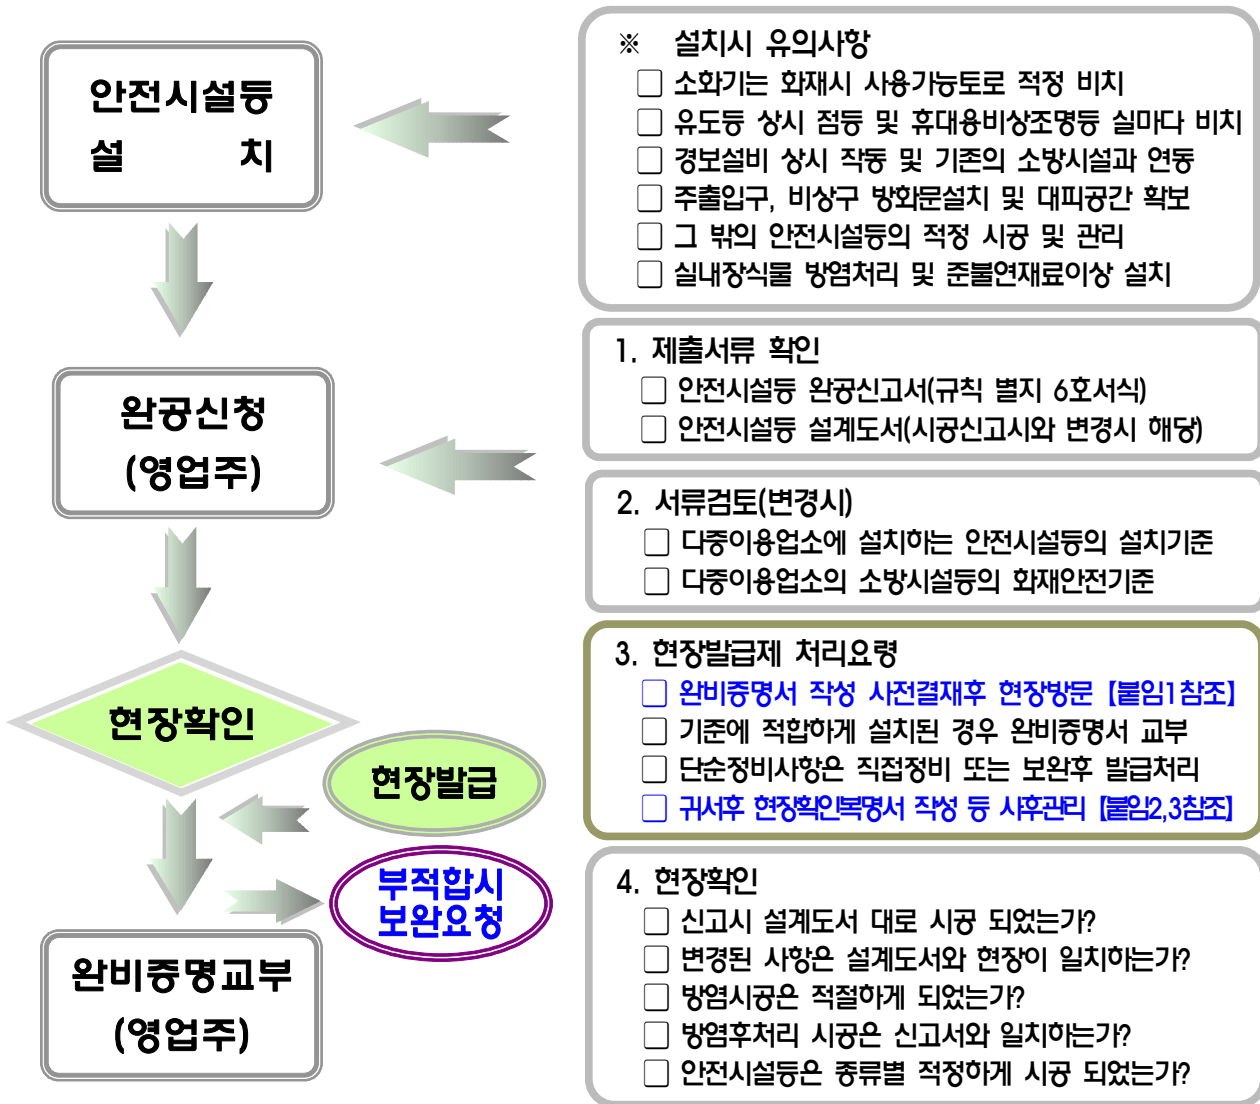 안전시설등
설 치
※ 설치시 유의사항
□ 소화기는 화재시 사용가능토로 적정 비치
□ 유도등 상시 점등 및 휴대용비상조명등 실마다 비치
□ 경보설비 상시 작동 및 기존의 소방시설과 연동
□ 주출입구, 비상구 방화문설치 및 대피공간 확보
□ 그 밖의 안전시설등의 적정 시공 및 관리
□ 실내장식물 방염처리 및 준불연재료이상 설치
완공신청
(영업주)
1. 제출서류 확인
□ 안전시설등 완공신고서(규칙 별지 6호서식)
□ 안전시설등 설계도서(시공신고시와 변경시 해당)
2. 서류검토(변경시)
□ 다중이용업소에 설치하는 안전시설등의 설치기준
□ 다중이용업소의 소방시설등의 화재안전기준
현장확인
현장발급
3. 현장발급제 처리요령
□ 완비증명서 작성 사전결재후 현장방문 【붙임1참조】
□ 기준에 적합하게 설치된 경우 완비증명서 교부
□ 단순정비사항은 직접정비 또는 보완후 발급처리
□ 귀서후 현장확인복명서 작성 등 사후관리 【붙임2,3참조】
부적합시
보완요청
완비증명교부
(영업주)
4. 현장확인
□ 신고시 설계도서 대로 시공 되었는가?
□ 변경된 사항은 설계도서와 현장이 일치하는가?
□ 방염시공은 적절하게 되었는가?
□ 방염후처리 시공은 신고서와 일치하는가?
□ 안전시설등은 종류별 적정하게 시공 되었는가?